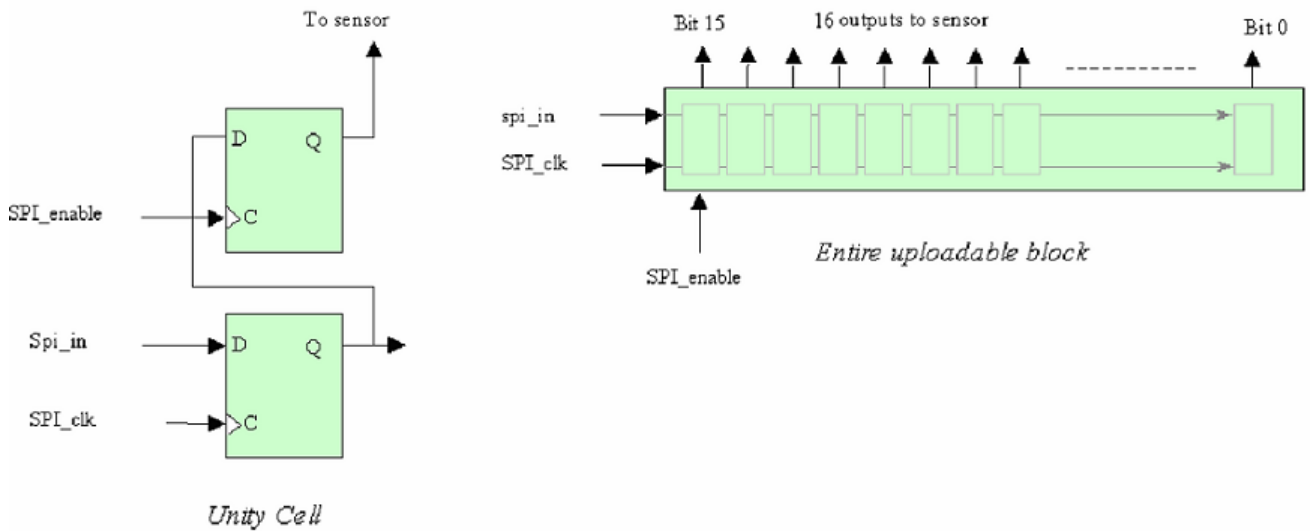 To sensor
D
Q
SPI_enable
C
Spi_in
D
Q
SPI_clk
C
Unity Cell
Bit 15
16 outputs to sensor
Bit 0
spi_in
SPI_clk
SPI_enable
Entire uploadable block